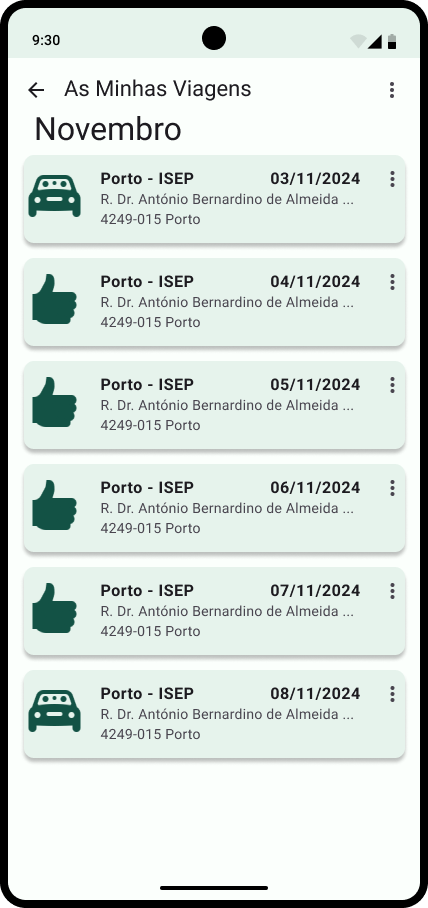 9:30
As Minhas Viagens
Novembro
Porto - ISEP 03/11/2024
R. Dr. António Bernardino de Almeida ...
4249-015 Porto
Porto - ISEP 04/11/2024
R. Dr. António Bernardino de Almeida ...
4249-015 Porto
Porto - ISEP 05/11/2024
R. Dr. António Bernardino de Almeida ...
4249-015 Porto
Porto - ISEP 06/11/2024
R. Dr. António Bernardino de Almeida ...
4249-015 Porto
Porto - ISEP 07/11/2024
R. Dr. António Bernardino de Almeida ...
4249-015 Porto
Porto - ISEP 08/11/2024
R. Dr. António Bernardino de Almeida ...
4249-015 Porto